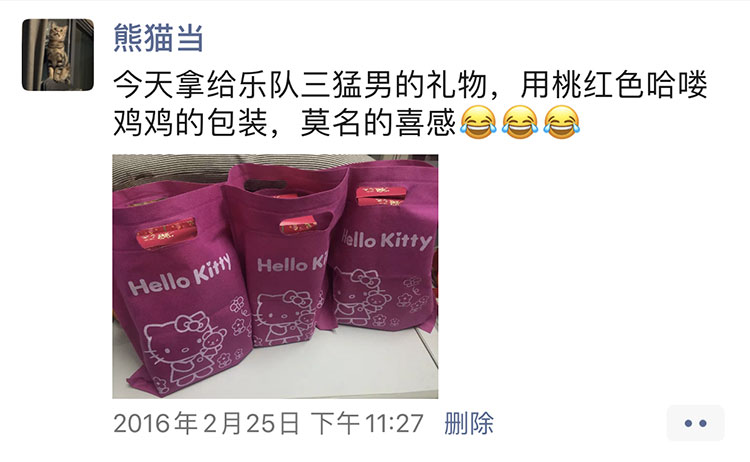 熊猫当
今天拿给乐队三猛男的礼物，用桃红色哈喽
鸡鸡的包装，莫名的喜感😂😂😂
Hello Kitty
Hello K
ello Kitty
2016年2月25日 下午11:27 删除